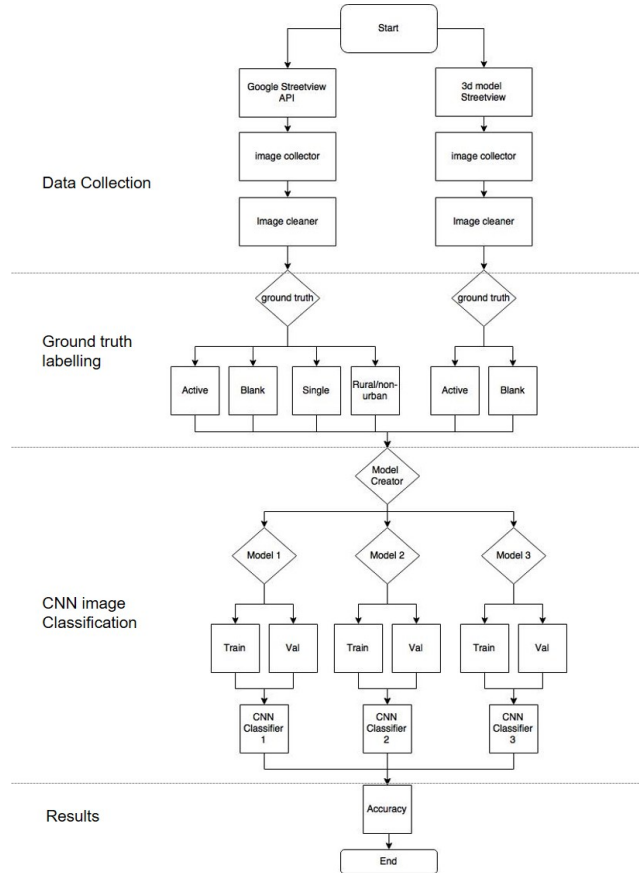 Start
Google Streetview
API
3d model
Streetview
image collector
image collector
Data Collection
Image cleaner
Image cleaner
ground truth
ground truth
Ground truth
labelling
Active
Blank
Single
Rural/non-
urban
Active
Blank
Model
Creator
Model 1
Model 2
Model 3
CNN image
Classification
Train
Val
Train
Val
Train
Val
CNN
Classifier
1
CNN
Classifier
2
CNN
Classifier
3
Results
Accuracy
End